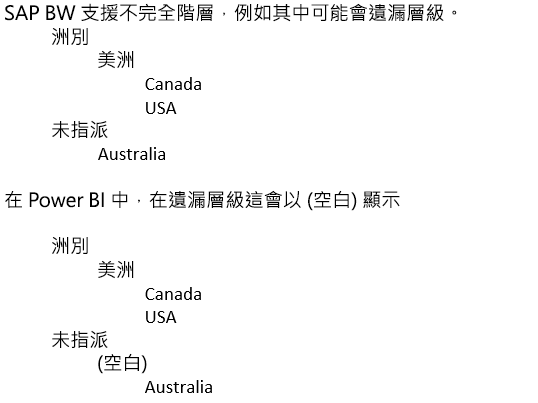 SAP BW 支援不完全階層，例如其中可能會遺漏層級。
洲別
美洲
Canada
USA
未指派
Australia
在 Power BI 中，在遺漏層級這會以 (空白) 顯示
洲別
美洲
Canada
USA
未指派
(空白)
Australia